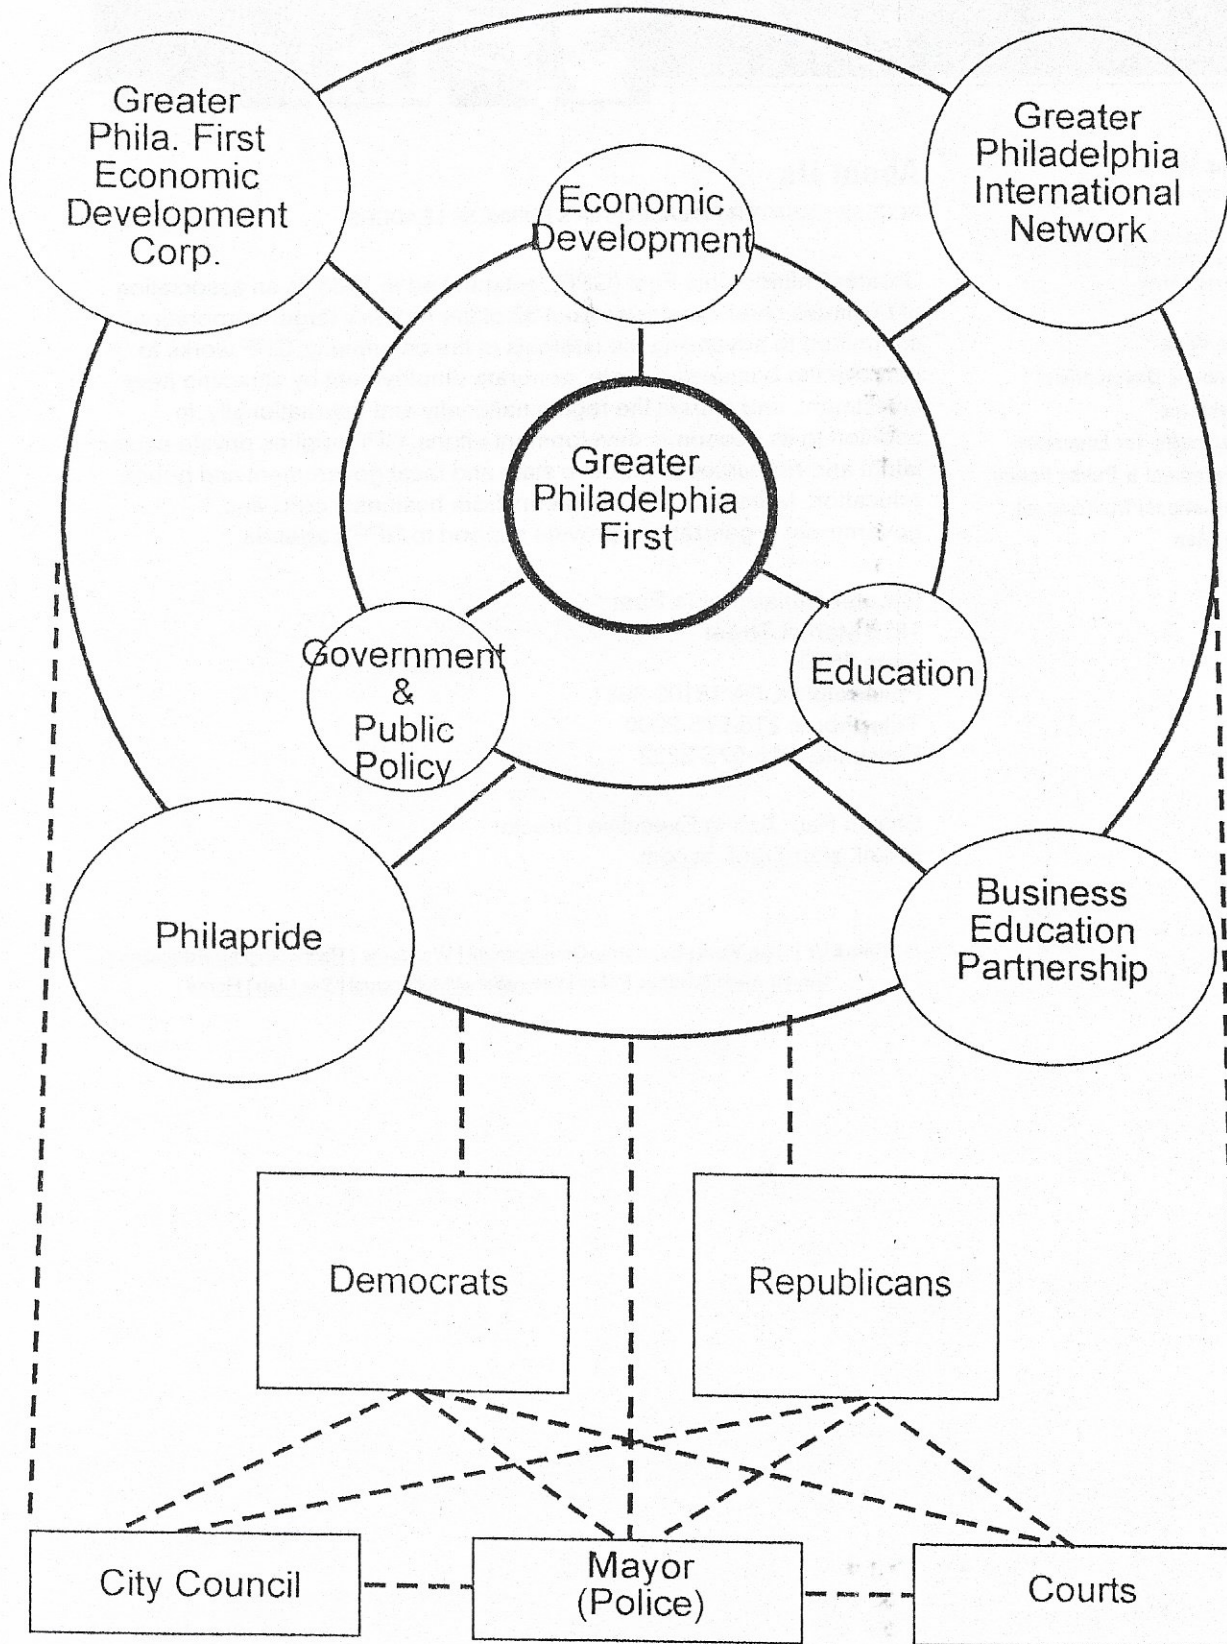 Greater
Phila. First
Economic
Development
Corp.
Greater
Philadelphia
International
Network
Economic
Development
Greater
Philadelphia
First
Government
&
Public
Policy
Education
Philapride
Business
Education
Partnership
Democrats
Republicans
City Council
Mayor
(Police)
Courts